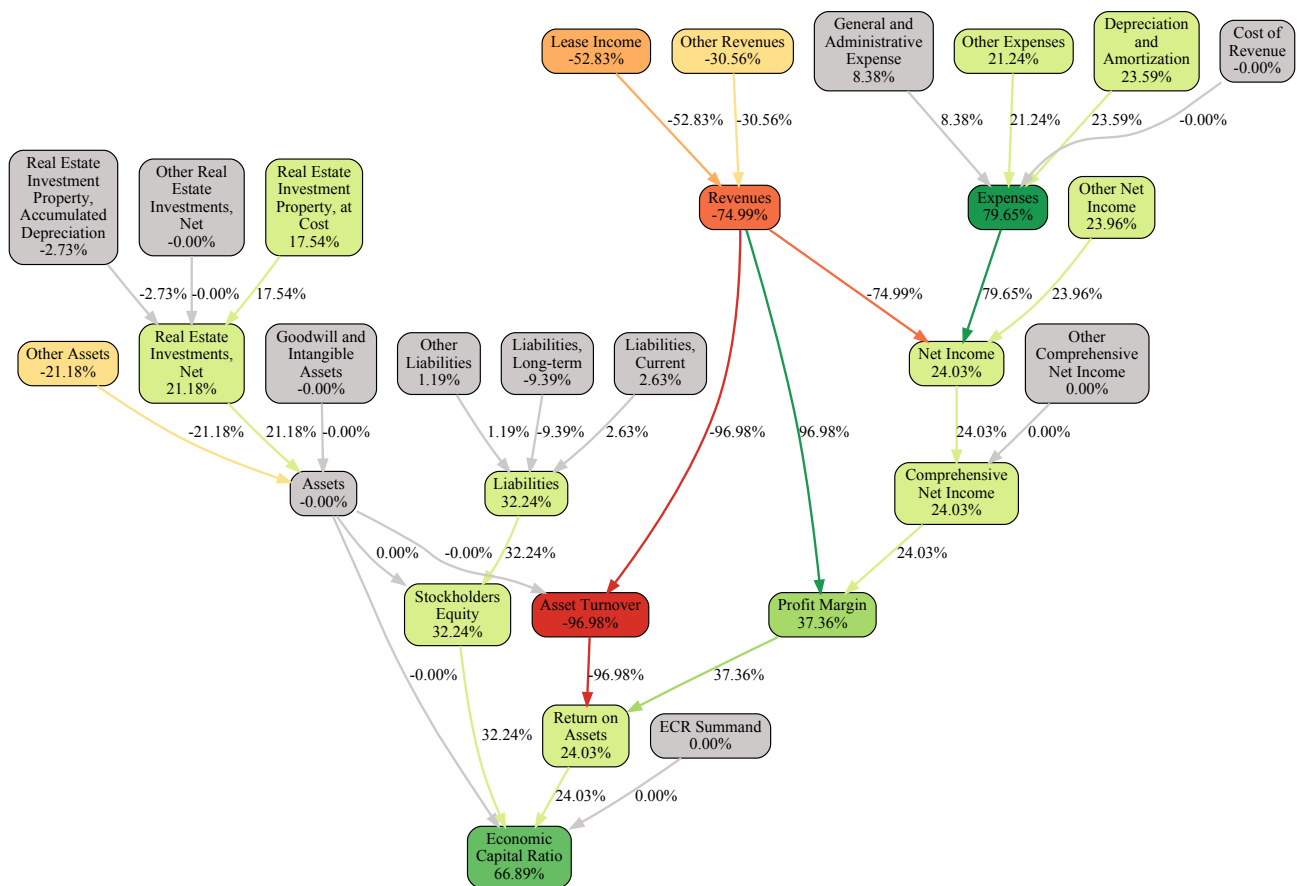 Lease Income
-52.83%
Other Revenues
-30.56%
General and
Administrative
Expense
8.38%
Other Expenses
21.24%
Depreciation
and
Amortization
23.59%
Cost of
Revenue
-0.00%
-52.83%
-30.56%
8.38%
21.24%
23.59%
-0.00%
Real Estate
Investment
Property,
Accumulated
Depreciation
-2.73%
Other Real
Estate
Investments,
Net
-0.00%
Real Estate
Investment
Property, at
Cost
17.54%
Revenues
-74.99%
Expenses
79.65%
Other Net
Income
23.96%
-2.73%
-0.00%
17.54%
-74.99%
79.65%
23.96%
Other Assets
-21.18%
Real Estate
Investments,
Net
21.18%
Goodwill and
Intangible
Assets
-0.00%
Other
Liabilities
1.19%
Liabilities,
Long-term
-9.39%
Liabilities,
Current
2.63%
Net Income
24.03%
Other
Comprehensive
Net Income
0.00%
-21.18%
21.18%
-0.00%
1.19%
-9.39%
2.63%
-96.98%
96.98%
24.03%
0.00%
Assets
-0.00%
Liabilities
32.24%
Comprehensive
Net Income
24.03%
0.00%
-0.00%
32.24%
24.03%
Stockholders
Equity
32.24%
Asset Turnover
-96.98%
Profit Margin
37.36%
-0.00%
-96.98%
37.36%
Return on
Assets
24.03%
ECR Summand
0.00%
32.24%
24.03%
0.00%
Economic
Capital Ratio
66.89%